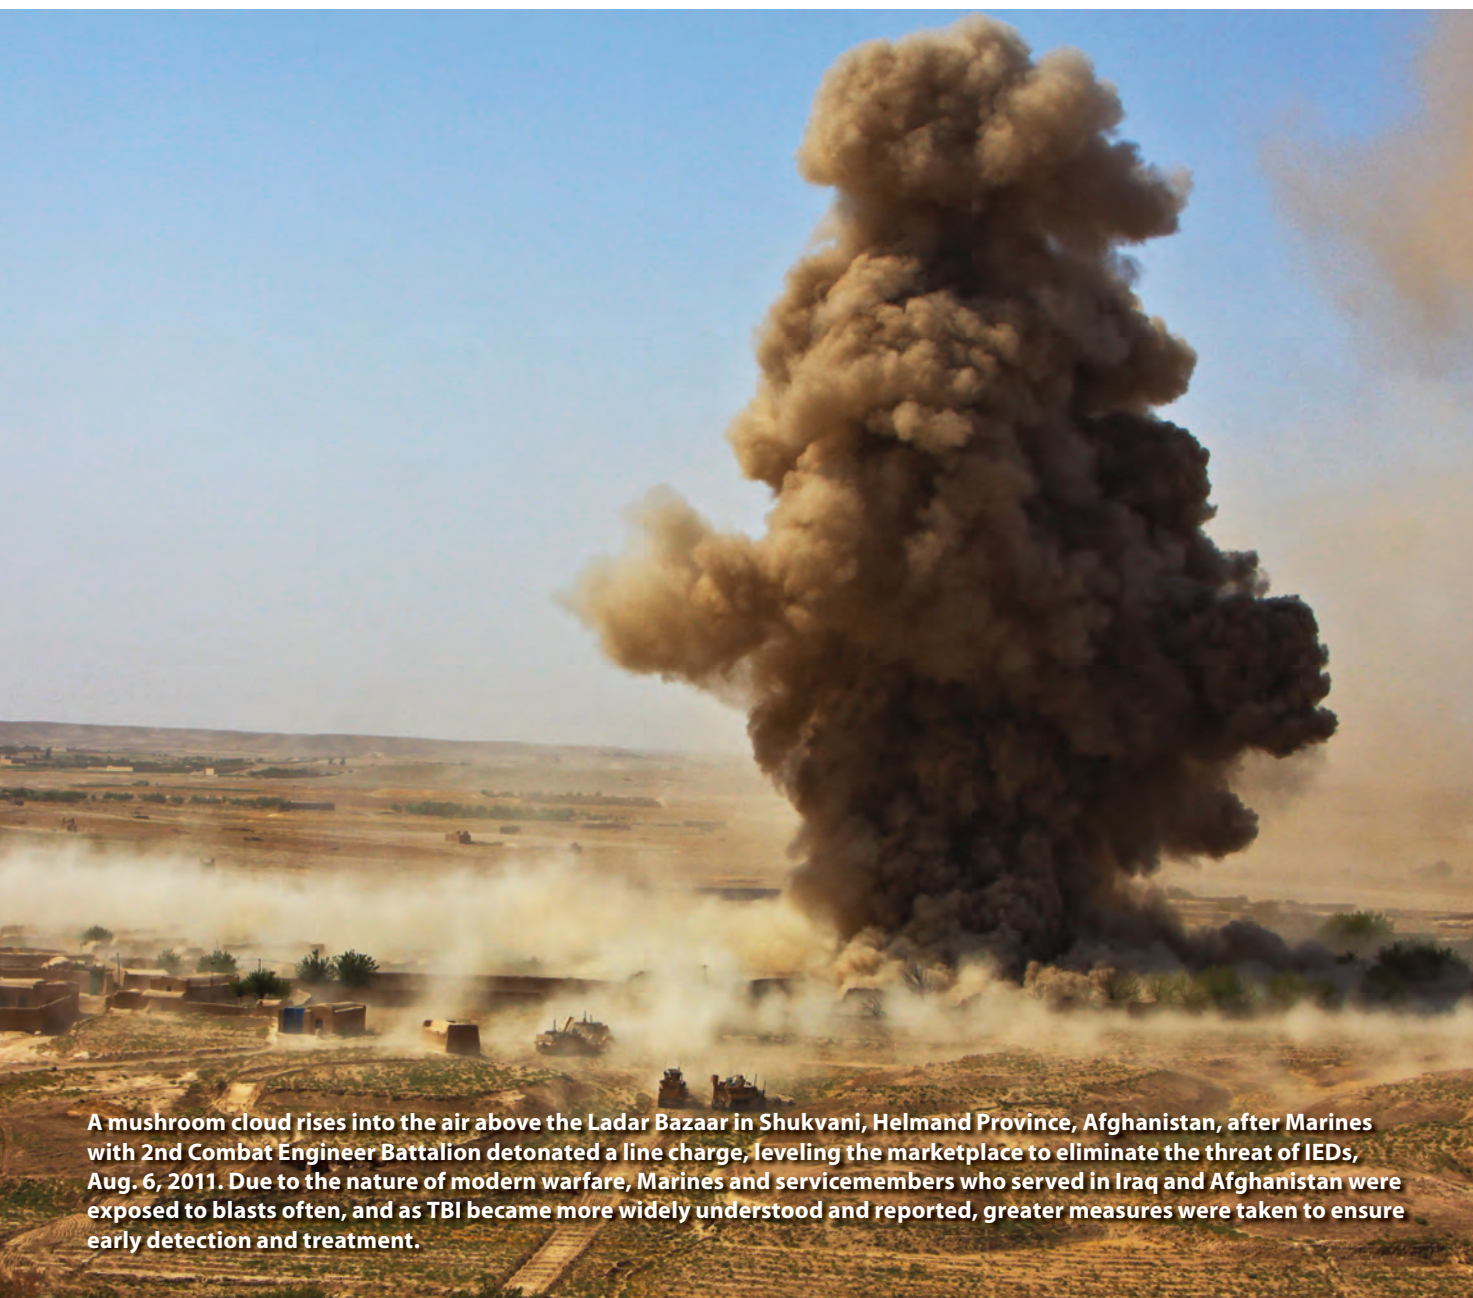 A mushroom cloud rises into the air above the Ladar Bazaar in Shukvani, Helmand Province, Afghanistan, after Marines
with 2nd Combat Engineer Battalion detonated a line charge, leveling the marketplace to eliminate the threat of IEDs,
Aug. 6, 2011. Due to the nature of modern warfare, Marines and servicemembers who served in Iraq and Afghanistan were
exposed to blasts often, and as TBI became more widely understood and reported, greater measures were taken to ensure
early detection and treatment.